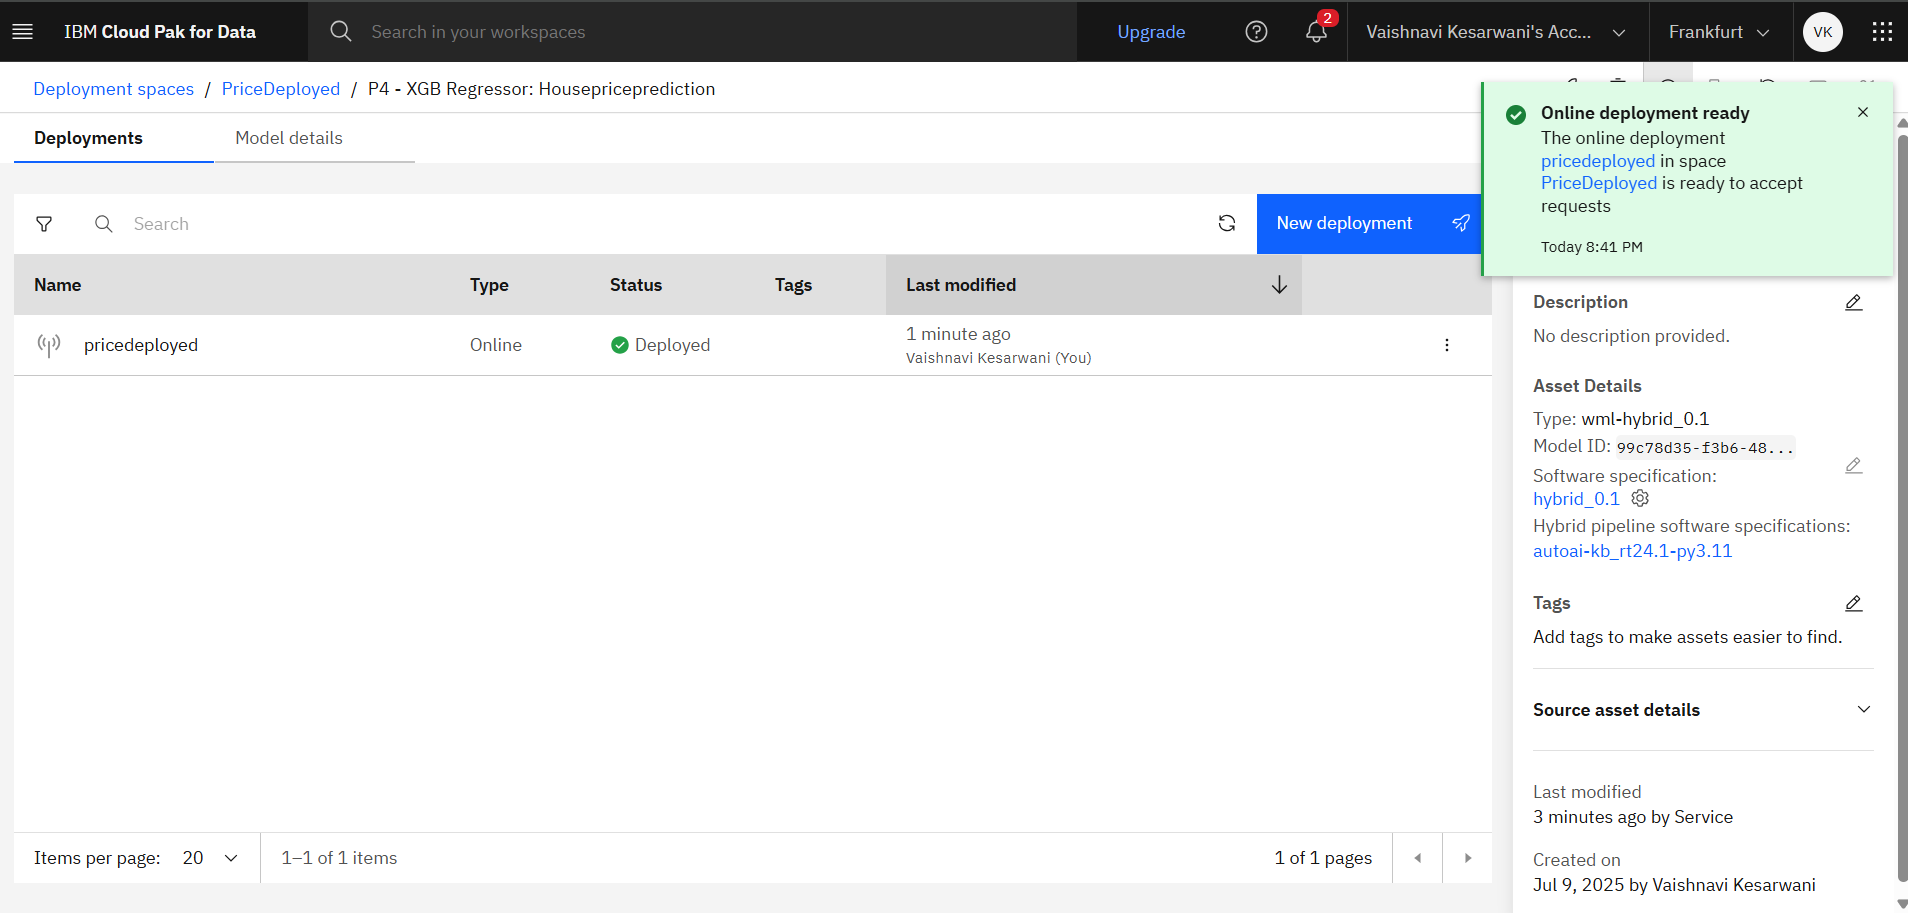 IBM Cloud Pak for Data
Search in your workspaces
Upgrade
2
Vaishnavi Kesarwani's Acc...
Frankfurt
VK
Deployment spaces / PriceDeployed / P4 - XGB Regressor: Housepriceprediction
Deployments
Model details
Online deployment ready
The online deployment
pricedeployed in space
PriceDeployed is ready to accept
requests
Today 8:41 PM
Search
New deployment
Name Type Status Tags Last modified
pricedeployed Online Deployed 1 minute ago
Vaishnavi Kesarwani (You)
Description
No description provided.
Asset Details
Type: wml-hybrid_0.1
Model ID: 99c78d35-f3b6-48...
Software specification:
hybrid_0.1
Hybrid pipeline software specifications:
autoai-kb_rt24.1-py3.11
Tags
Add tags to make assets easier to find.
Source asset details
Last modified
3 minutes ago by Service
Created on
Jul 9, 2025 by Vaishnavi Kesarwani
Items per page: 20
1–1 of 1 items
1 of 1 pages